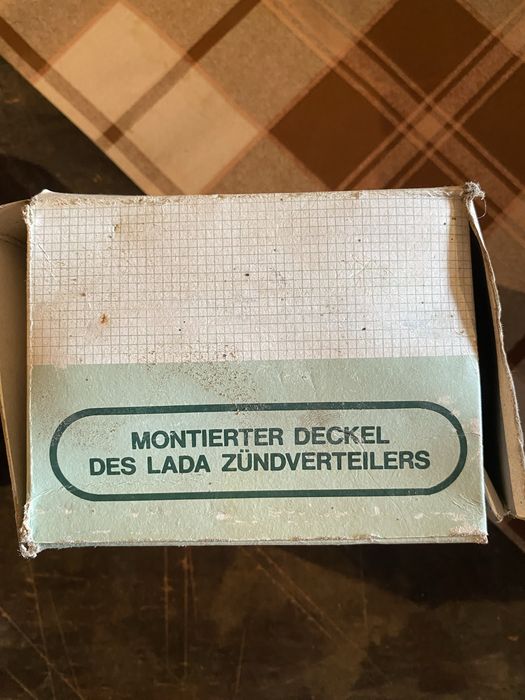 MONTIERTER DECKEL
DES LADA ZÜNDVERTEILERS